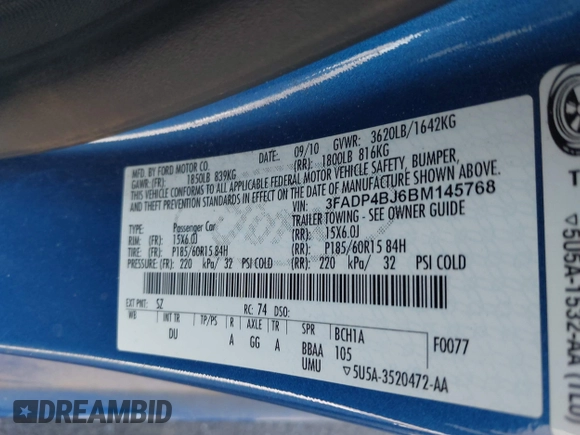 MFD. BY FORD MOTOR CO.
DATE: 09/10 GVWR: 3620LB/1642KG
GAWR: (FR): 1850LB 839KG (RR): 1800LB 816KG
THIS VEHICLE CONFORMS TO ALL APPLICABLE FEDERAL MOTOR VEHICLE SAFETY, BUMPER,
AND THEFT PREVENTION STANDARDS IN EFFECT ON THE DATE OF MANUFACTURE SHOWN ABOVE.
VIN: 3FADP4BJ6BM145768
TYPE: Passenger Car TRAILER TOWING - SEE OWNER GUIDE
RIM: (FR): 15X6.0J (RR): 15X6.0J
TIRE: (FR): P185/60R15 84H (RR): P185/60R15 84H
PRESSURE: (FR): 220 kPa/ 32 PSI COLD (RR): 220 kPa/ 32 PSI COLD
EXT PNT: SZ RC: 74 DSO:
WB INT TR TP/PS R AXLE TR SPR BCH1A F0077
DU A GG A BBAA 105
UMU ▽5U5A-3520472-AA
▽5U5A-1532-AA (TLU)
DREAMBID